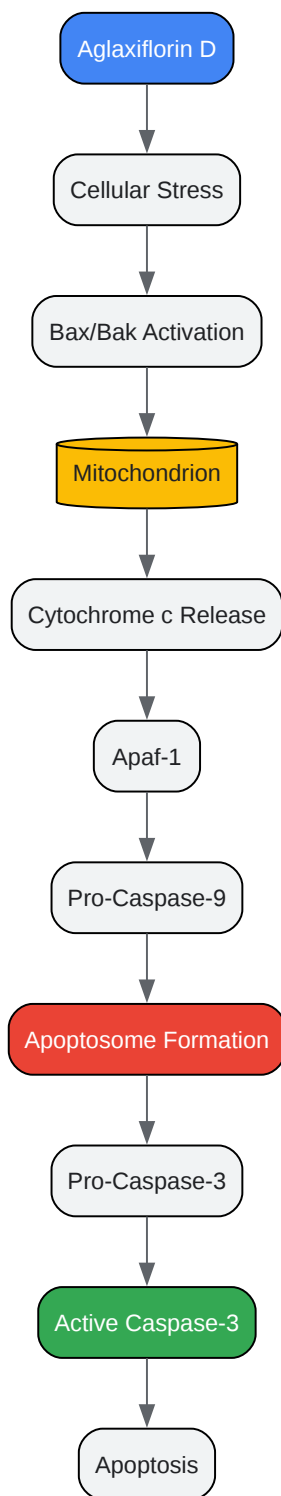 Aglaxiflorin D
Cellular Stress
Bax/Bak Activation
Mitochondrion
Cytochrome c Release
Apaf-1
Pro-Caspase-9
Apoptosome Formation
Pro-Caspase-3
Active Caspase-3
Apoptosis